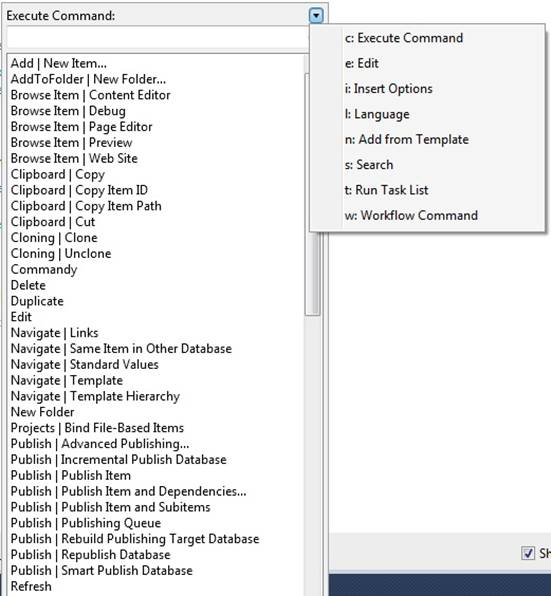 Execute Command:
c: Execute Command
e: Edit
i: Insert Options
l: Language
n: Add from Template
s: Search
t: Run Task List
w: Workflow Command
Add | New Item...
AddToFolder | New Folder...
Browse Item | Content Editor
Browse Item | Debug
Browse Item | Page Editor
Browse Item | Preview
Browse Item | Web Site
Clipboard | Copy
Clipboard | Copy Item ID
Clipboard | Copy Item Path
Clipboard | Cut
Cloning | Clone
Cloning | Unclone
Commandy
Delete
Duplicate
Edit
Navigate | Links
Navigate | Same Item in Other Database
Navigate | Standard Values
Navigate | Template
Navigate | Template Hierarchy
New Folder
Projects | Bind File-Based Items
Publish | Advanced Publishing...
Publish | Incremental Publish Database
Publish | Publish Item
Publish | Publish Item and Dependencies...
Publish | Publish Item and Subitems
Publish | Publishing Queue
Publish | Rebuild Publishing Target Database
Publish | Republish Database
Publish | Smart Publish Database
Refresh